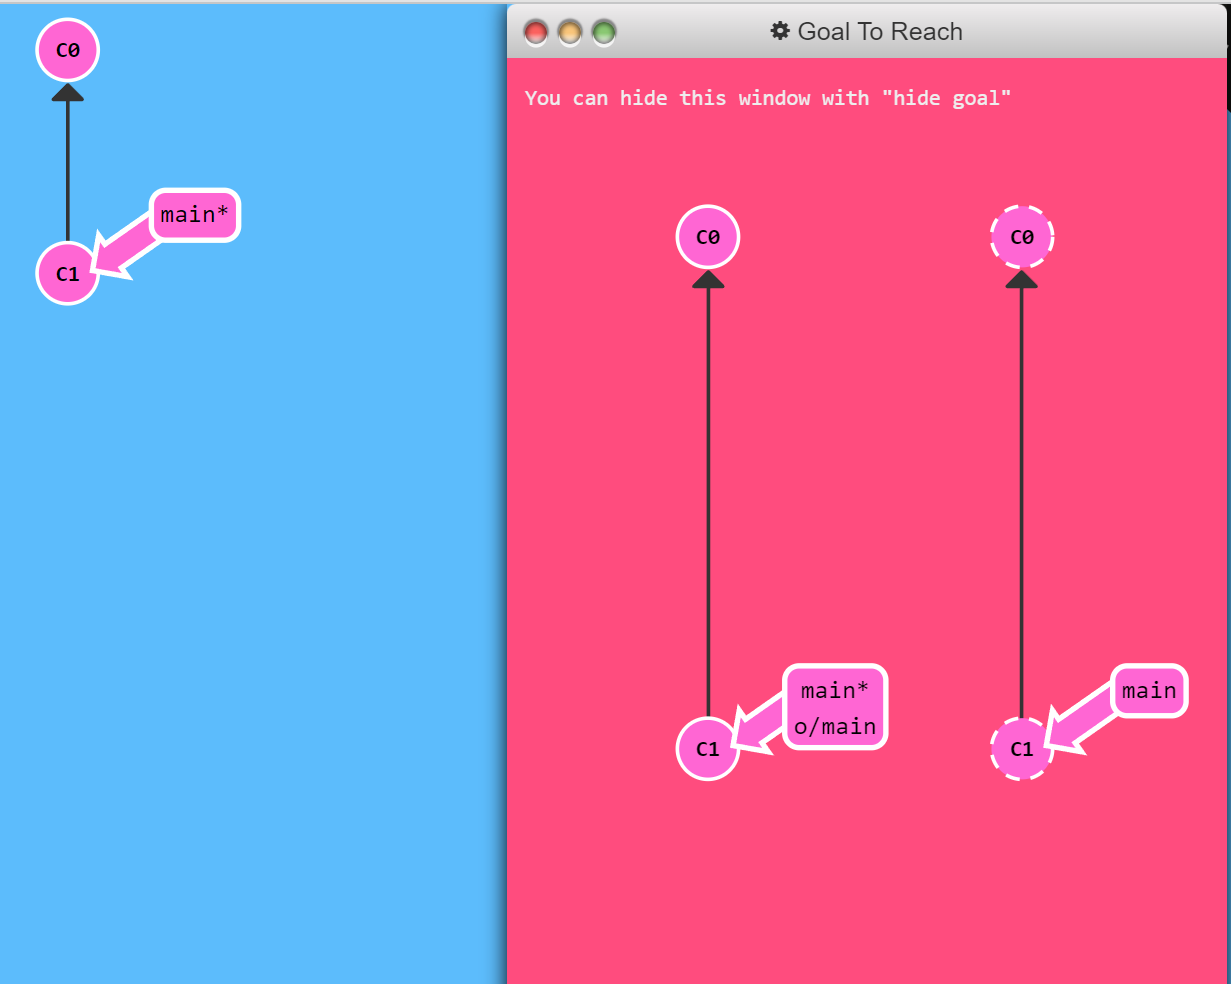 C0
main*
C1
Goal To Reach
You can hide this window with "hide goal"
C0
C0
main*
o/main
C1
main
C1